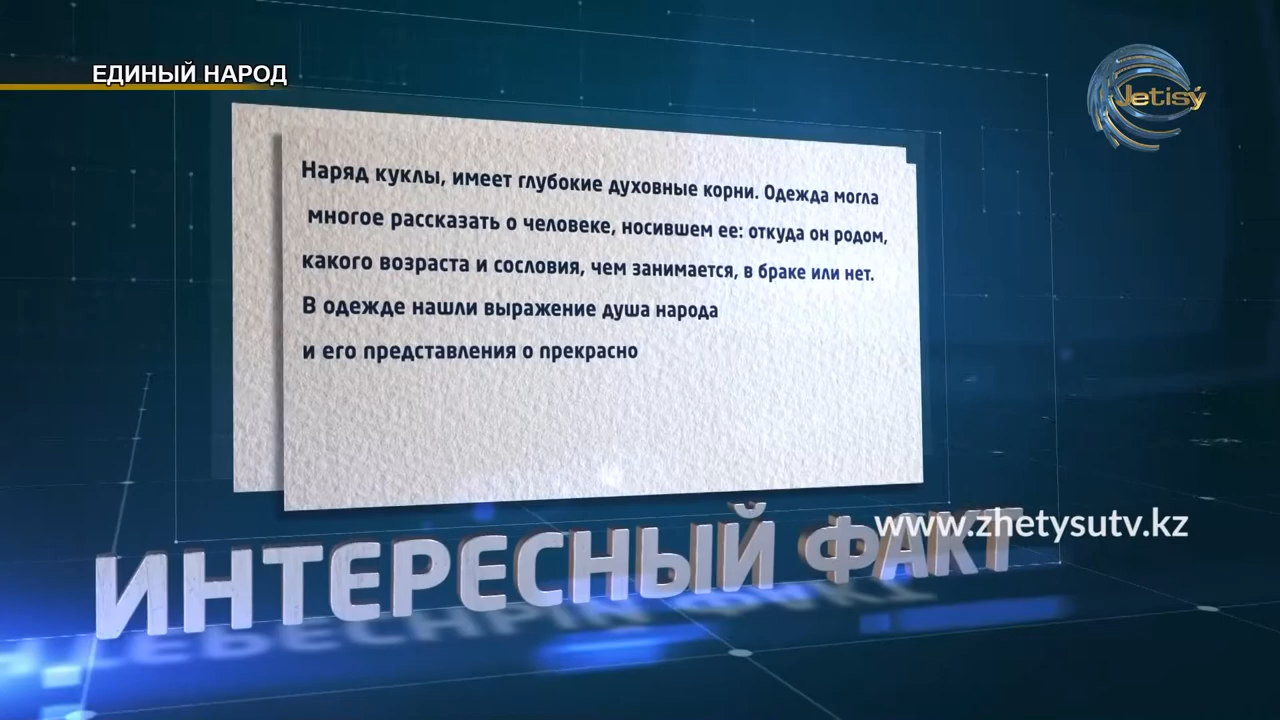 ЕДИНЫЙ НАРОД
Jetisý
Наряд куклы, имеет глубокие духовные корни. Одежда могла
многое рассказать о человеке, носившем ее: откуда он родом,
какого возраста и сословия, чем занимается, в браке или нет.
В одежде нашли выражение душа народа
и его представления о прекрасно
www.zhetysutv.kz
ИНТЕРЕСНЫЙ ФАКТ